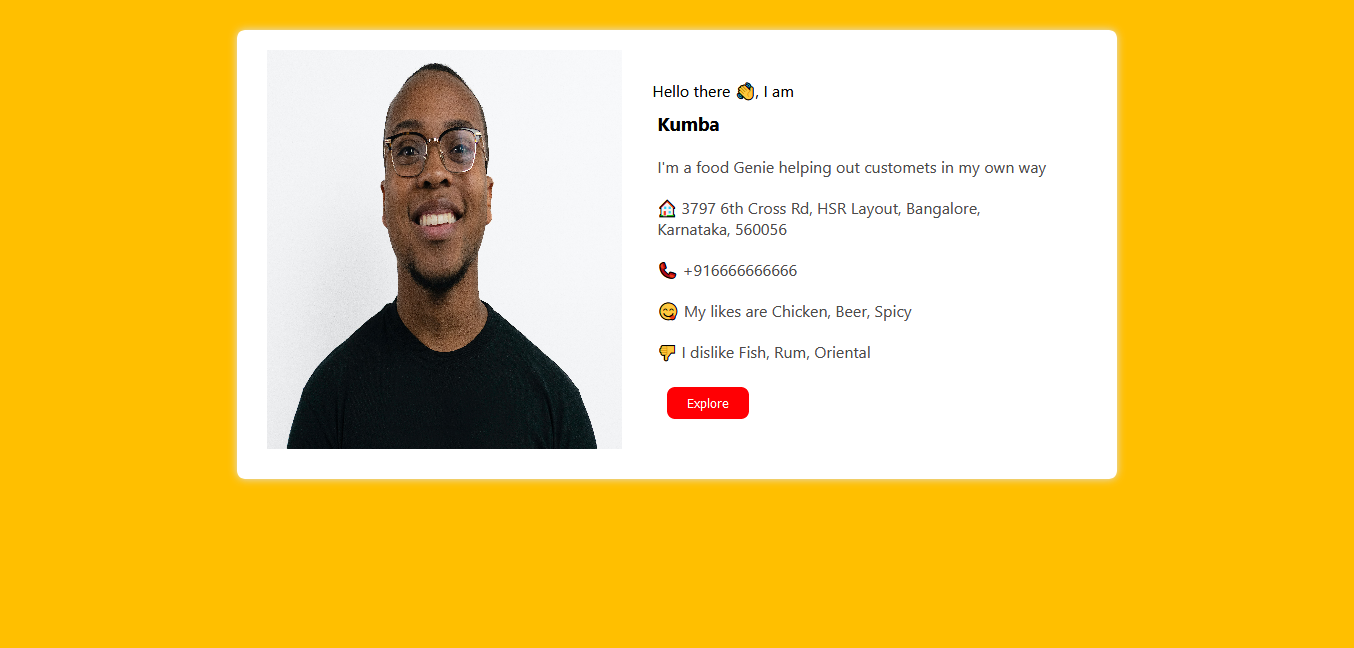 Hello there 👋, I am
Kumba
I'm a food Genie helping out customets in my own way
🏠 3797 6th Cross Rd, HSR Layout, Bangalore,
Karnataka, 560056
📞 +916666666666
😋 My likes are Chicken, Beer, Spicy
👎 I dislike Fish, Rum, Oriental
Explore